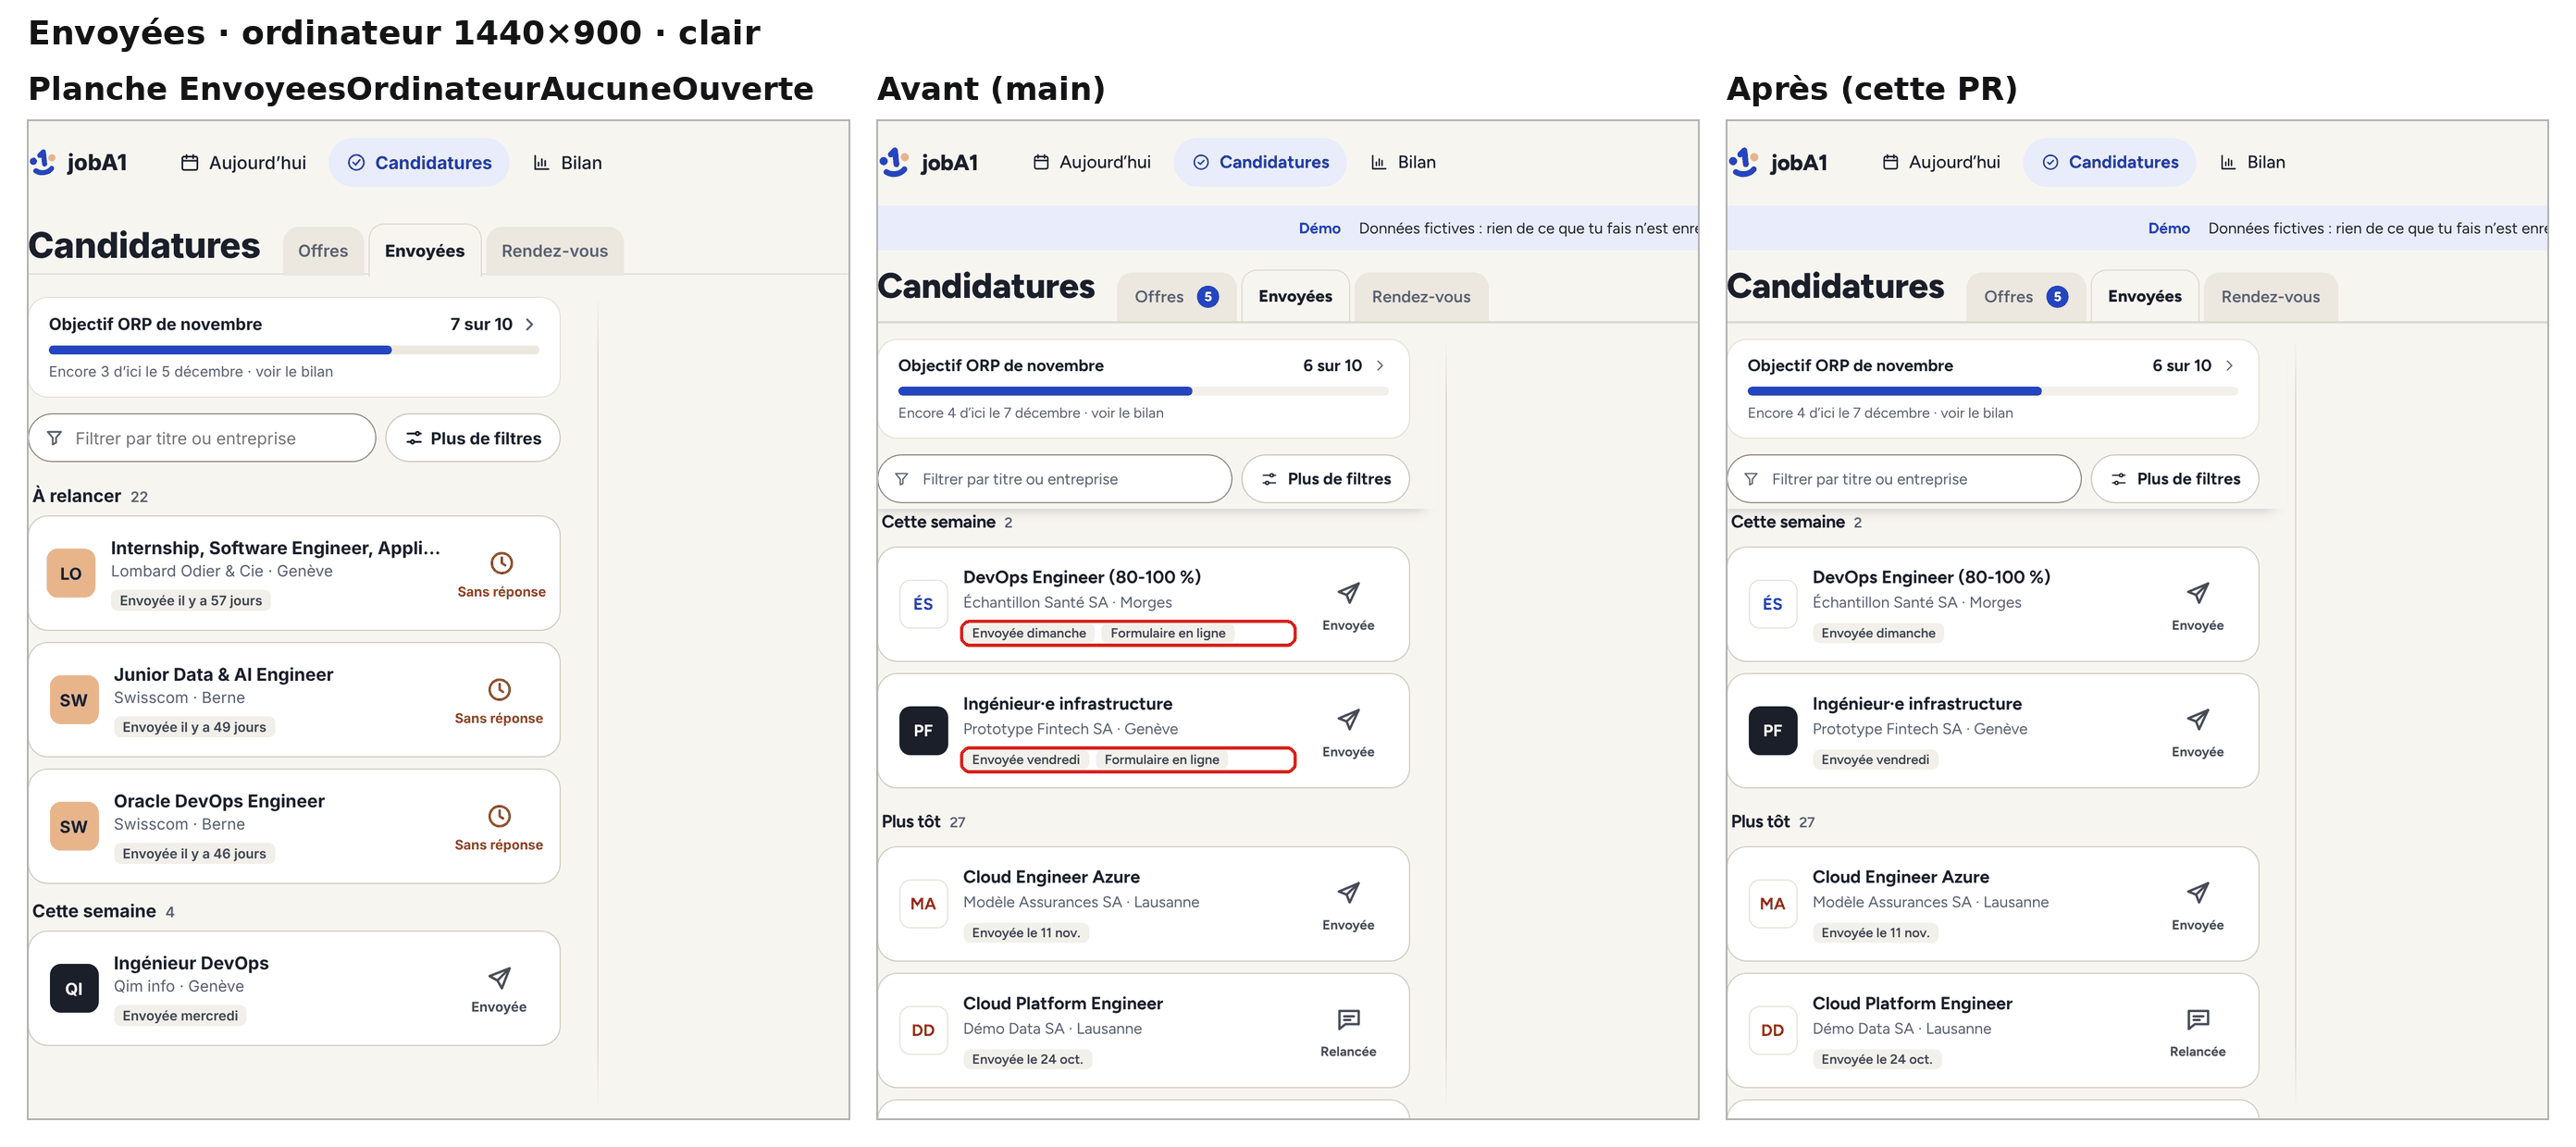 Envoyées · ordinateur 1440×900 · clair
Planche EnvoyeesOrdinateurAucuneOuverte
jobA1 Aujourd’hui Candidatures Bilan
Candidatures Offres Envoyées Rendez-vous
Objectif ORP de novembre 7 sur 10
Encore 3 d’ici le 5 décembre · voir le bilan
Filtrer par titre ou entreprise Plus de filtres
À relancer 22
LO
Internship, Software Engineer, Appli…
Lombard Odier & Cie · Genève
Envoyée il y a 57 jours
Sans réponse
SW
Junior Data & AI Engineer
Swisscom · Berne
Envoyée il y a 49 jours
Sans réponse
SW
Oracle DevOps Engineer
Swisscom · Berne
Envoyée il y a 46 jours
Sans réponse
Cette semaine 4
QI
Ingénieur DevOps
Qim info · Genève
Envoyée mercredi
Envoyée
Avant (main)
jobA1 Aujourd’hui Candidatures Bilan
Démo Données fictives : rien de ce que tu fais n’est enre
Candidatures Offres 5 Envoyées Rendez-vous
Objectif ORP de novembre 6 sur 10
Encore 4 d’ici le 7 décembre · voir le bilan
Filtrer par titre ou entreprise Plus de filtres
Cette semaine 2
ÉS
DevOps Engineer (80-100 %)
Échantillon Santé SA · Morges
Envoyée dimanche Formulaire en ligne
Envoyée
PF
Ingénieur·e infrastructure
Prototype Fintech SA · Genève
Envoyée vendredi Formulaire en ligne
Envoyée
Plus tôt 27
MA
Cloud Engineer Azure
Modèle Assurances SA · Lausanne
Envoyée le 11 nov.
Envoyée
DD
Cloud Platform Engineer
Démo Data SA · Lausanne
Envoyée le 24 oct.
Relancée
Après (cette PR)
jobA1 Aujourd’hui Candidatures Bilan
Démo Données fictives : rien de ce que tu fais n’est enre
Candidatures Offres 5 Envoyées Rendez-vous
Objectif ORP de novembre 6 sur 10
Encore 4 d’ici le 7 décembre · voir le bilan
Filtrer par titre ou entreprise Plus de filtres
Cette semaine 2
ÉS
DevOps Engineer (80-100 %)
Échantillon Santé SA · Morges
Envoyée dimanche
Envoyée
PF
Ingénieur·e infrastructure
Prototype Fintech SA · Genève
Envoyée vendredi
Envoyée
Plus tôt 27
MA
Cloud Engineer Azure
Modèle Assurances SA · Lausanne
Envoyée le 11 nov.
Envoyée
DD
Cloud Platform Engineer
Démo Data SA · Lausanne
Envoyée le 24 oct.
Relancée